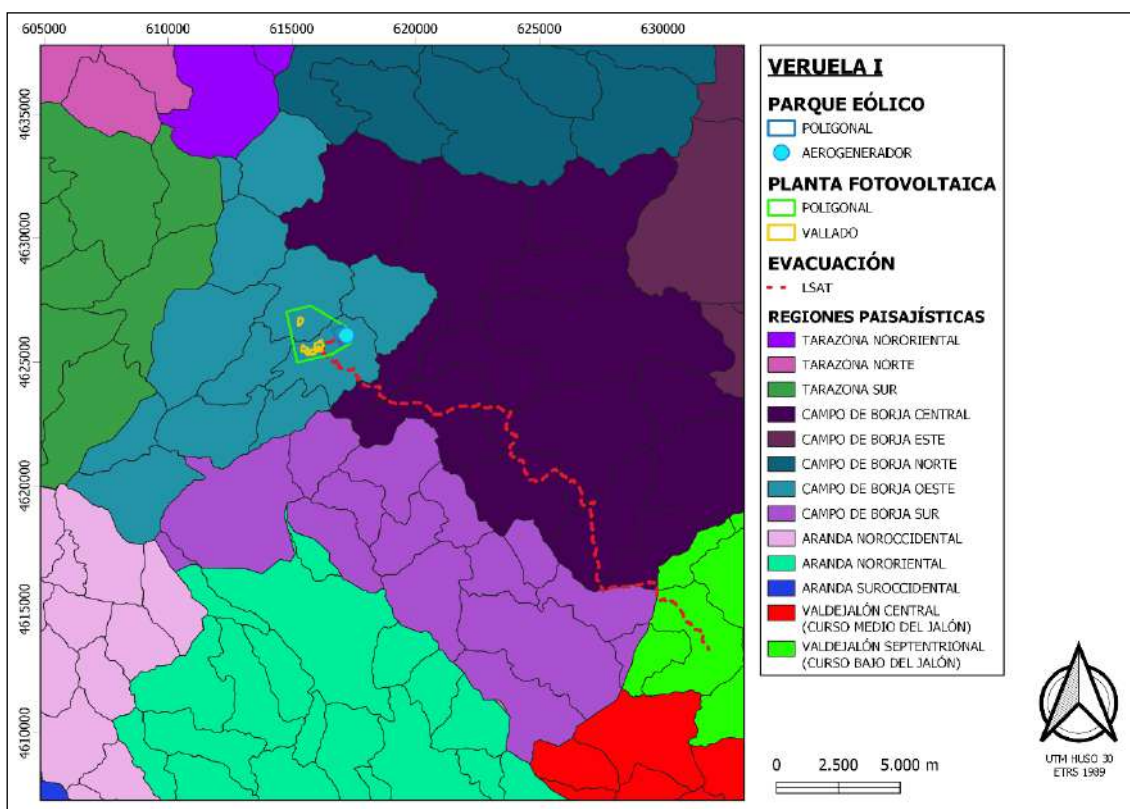 605000 610000 615000 620000 625000 630000
4635000
4630000
4625000
4620000
4615000
4610000
VERUELA I
PARQUE EÓLICO
POLIGONAL
AEROGENERADOR
PLANTA FOTOVOLTAICA
POLIGONAL
VALLADO
EVACUACIÓN
LSAT
REGIONES PAISAJÍSTICAS
TARAZONA NORORIENTAL
TARAZONA NORTE
TARAZONA SUR
CAMPO DE BORJA CENTRAL
CAMPO DE BORJA ESTE
CAMPO DE BORJA NORTE
CAMPO DE BORJA OESTE
CAMPO DE BORJA SUR
ARANDA NOROCCIDENTAL
ARANDA NORORIENTAL
ARANDA SUROCCIDENTAL
VALDEJALÓN CENTRAL
(CURSO MEDIO DEL JALÓN)
VALDEJALÓN SEPTENTRIONAL
(CURSO BAJO DEL JALÓN)
0 2.500 5.000 m
UTM HUSO 30
ETRS 1989